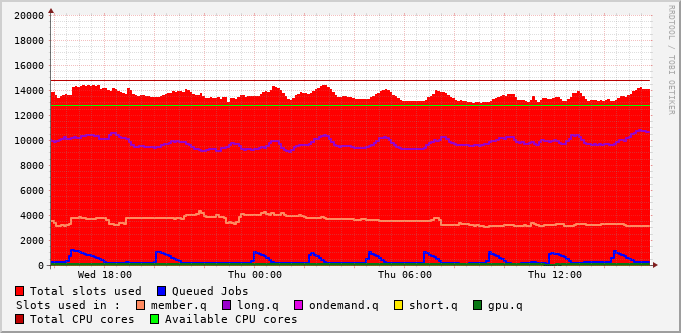 20000
18000
16000
14000
12000
10000
8000
6000
4000
2000
0
Wed 18:00 Thu 00:00 Thu 06:00 Thu 12:00
RRDTOOL / TOBI OETIKER
Total slots used Queued Jobs
Slots used in : member.q long.q ondemand.q short.q gpu.q
Total CPU cores Available CPU cores